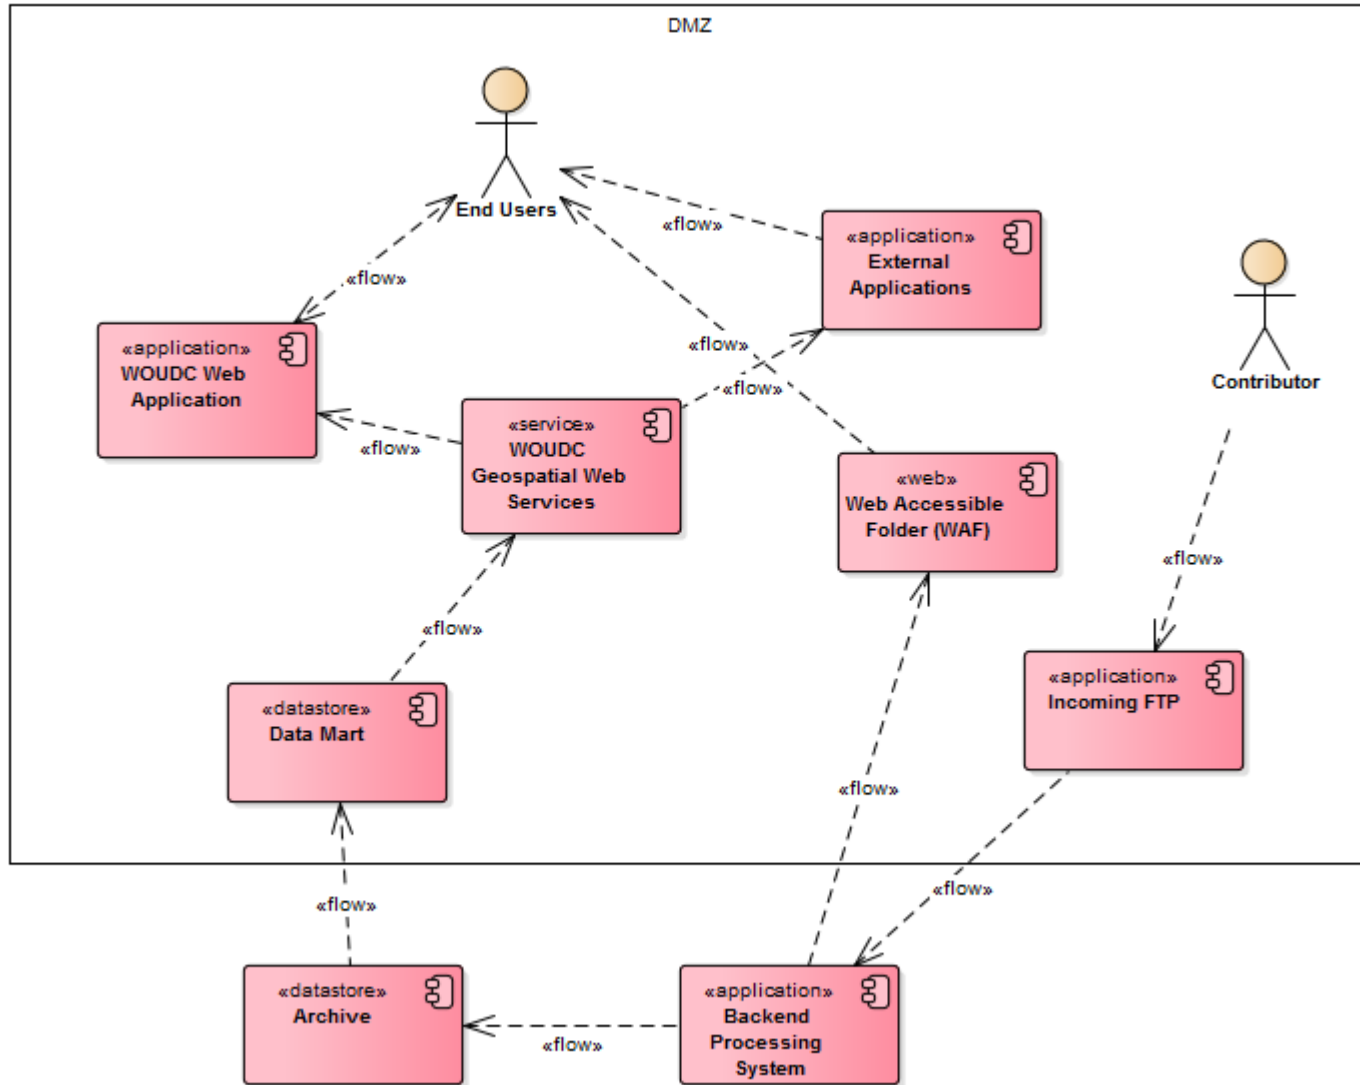 DMZ
End Users
«flow»
«application»
External
Applications
«flow»
«application»
WOUDC Web
Application
«flow»
«flow»
Contributor
«flow»
«service»
WOUDC
Geospatial Web
Services
«flow»
«web»
Web Accessible
Folder (WAF)
«flow»
«flow»
«application»
Incoming FTP
«datastore»
Data Mart
«flow»
«flow»
«flow»
«datastore»
Archive
«application»
Backend
Processing
System
«flow»